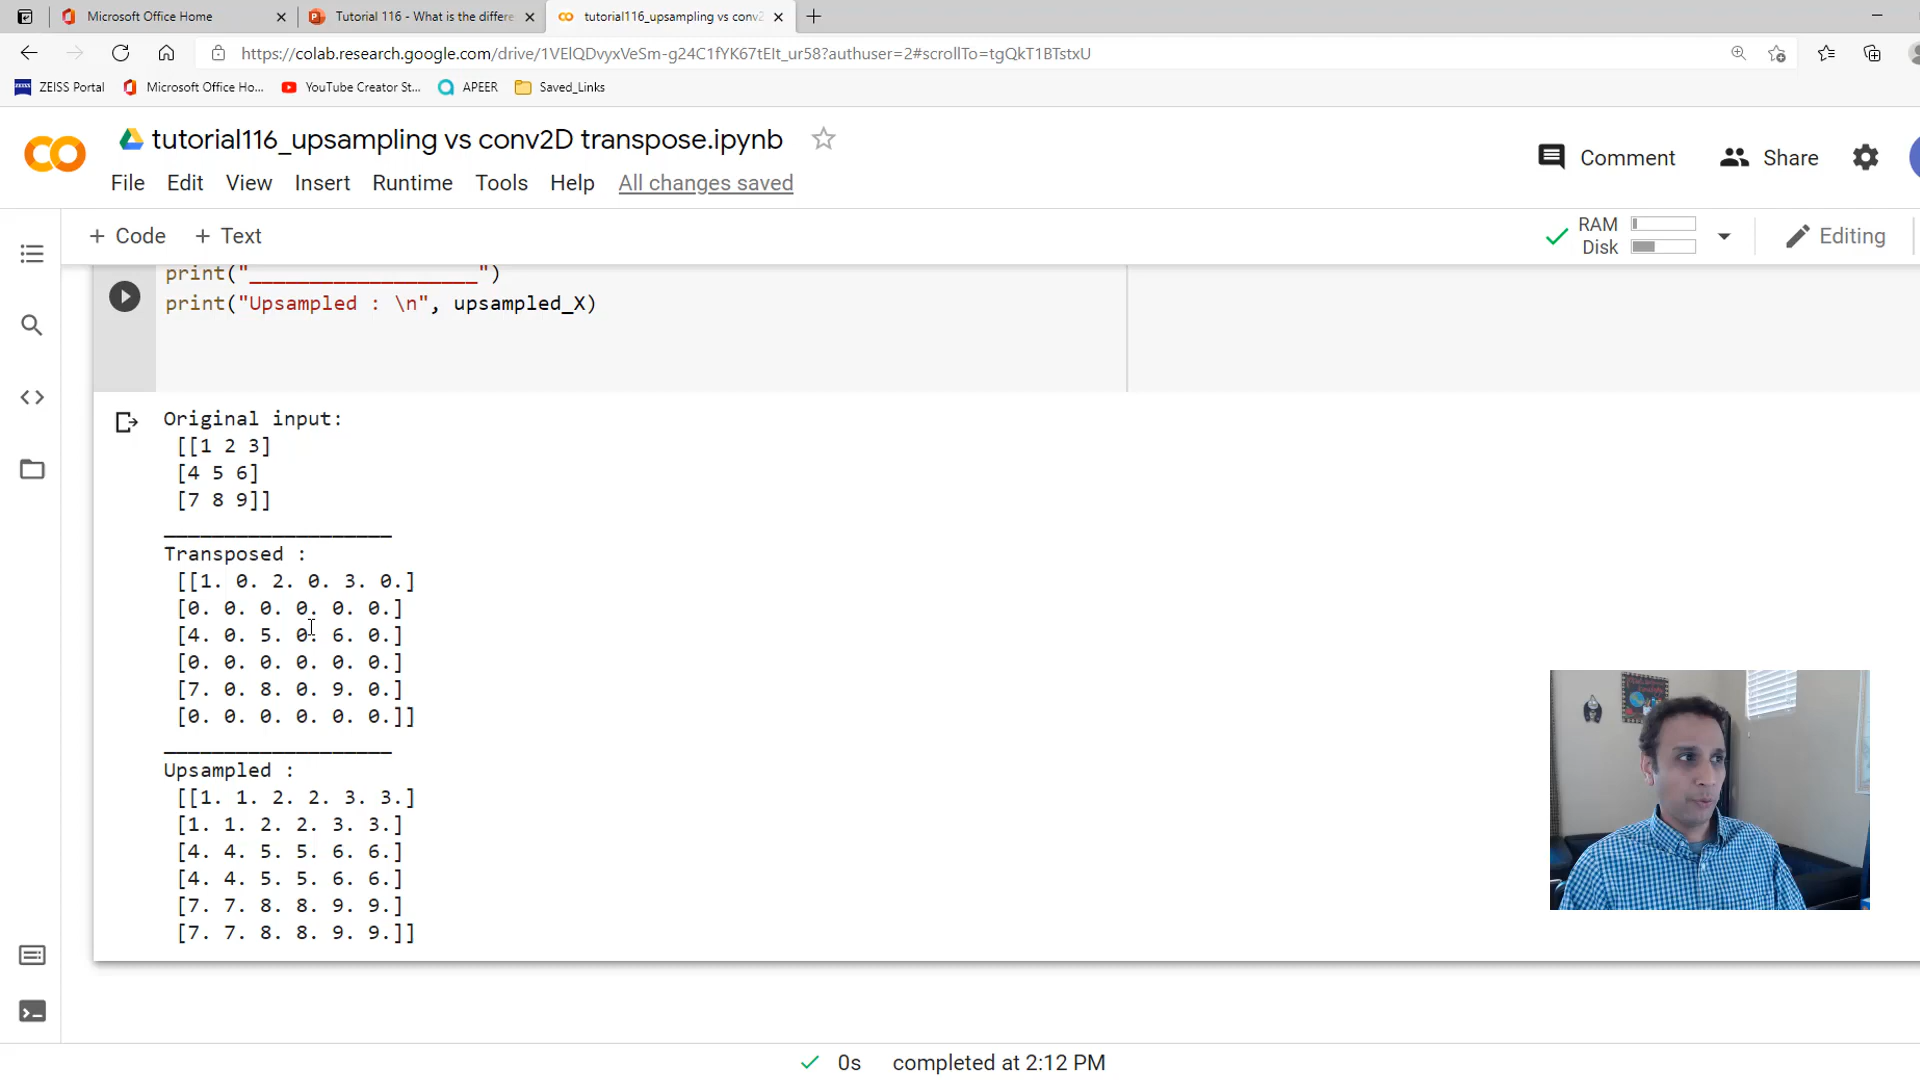 Microsoft Office Home
Tutorial 116 - What is the differe
tutorial116_upsampling vs conv2
https://colab.research.google.com/drive/1VElQDvyxVeSm-g24C1fYK67tEIt_ur58?authuser=2#scrollTo=tgQkT1BTstxU
ZEISS Portal
Microsoft Office Ho...
YouTube Creator St...
APEER
Saved_Links
tutorial116_upsampling vs conv2D transpose.ipynb
Comment
Share
File Edit View Insert Runtime Tools Help All changes saved
+ Code + Text
RAM
Disk
Editing
print("___________________")
print("Upsampled : \n", upsampled_X)
Original input:
[[1 2 3]
[4 5 6]
[7 8 9]]
___________________
Transposed :
[[1. 0. 2. 0. 3. 0.]
[0. 0. 0. 0. 0. 0.]
[4. 0. 5. 0. 6. 0.]
[0. 0. 0. 0. 0. 0.]
[7. 0. 8. 0. 9. 0.]
[0. 0. 0. 0. 0. 0.]]
___________________
Upsampled :
[[1. 1. 2. 2. 3. 3.]
[1. 1. 2. 2. 3. 3.]
[4. 4. 5. 5. 6. 6.]
[4. 4. 5. 5. 6. 6.]
[7. 7. 8. 8. 9. 9.]
[7. 7. 8. 8. 9. 9.]]
0s completed at 2:12 PM